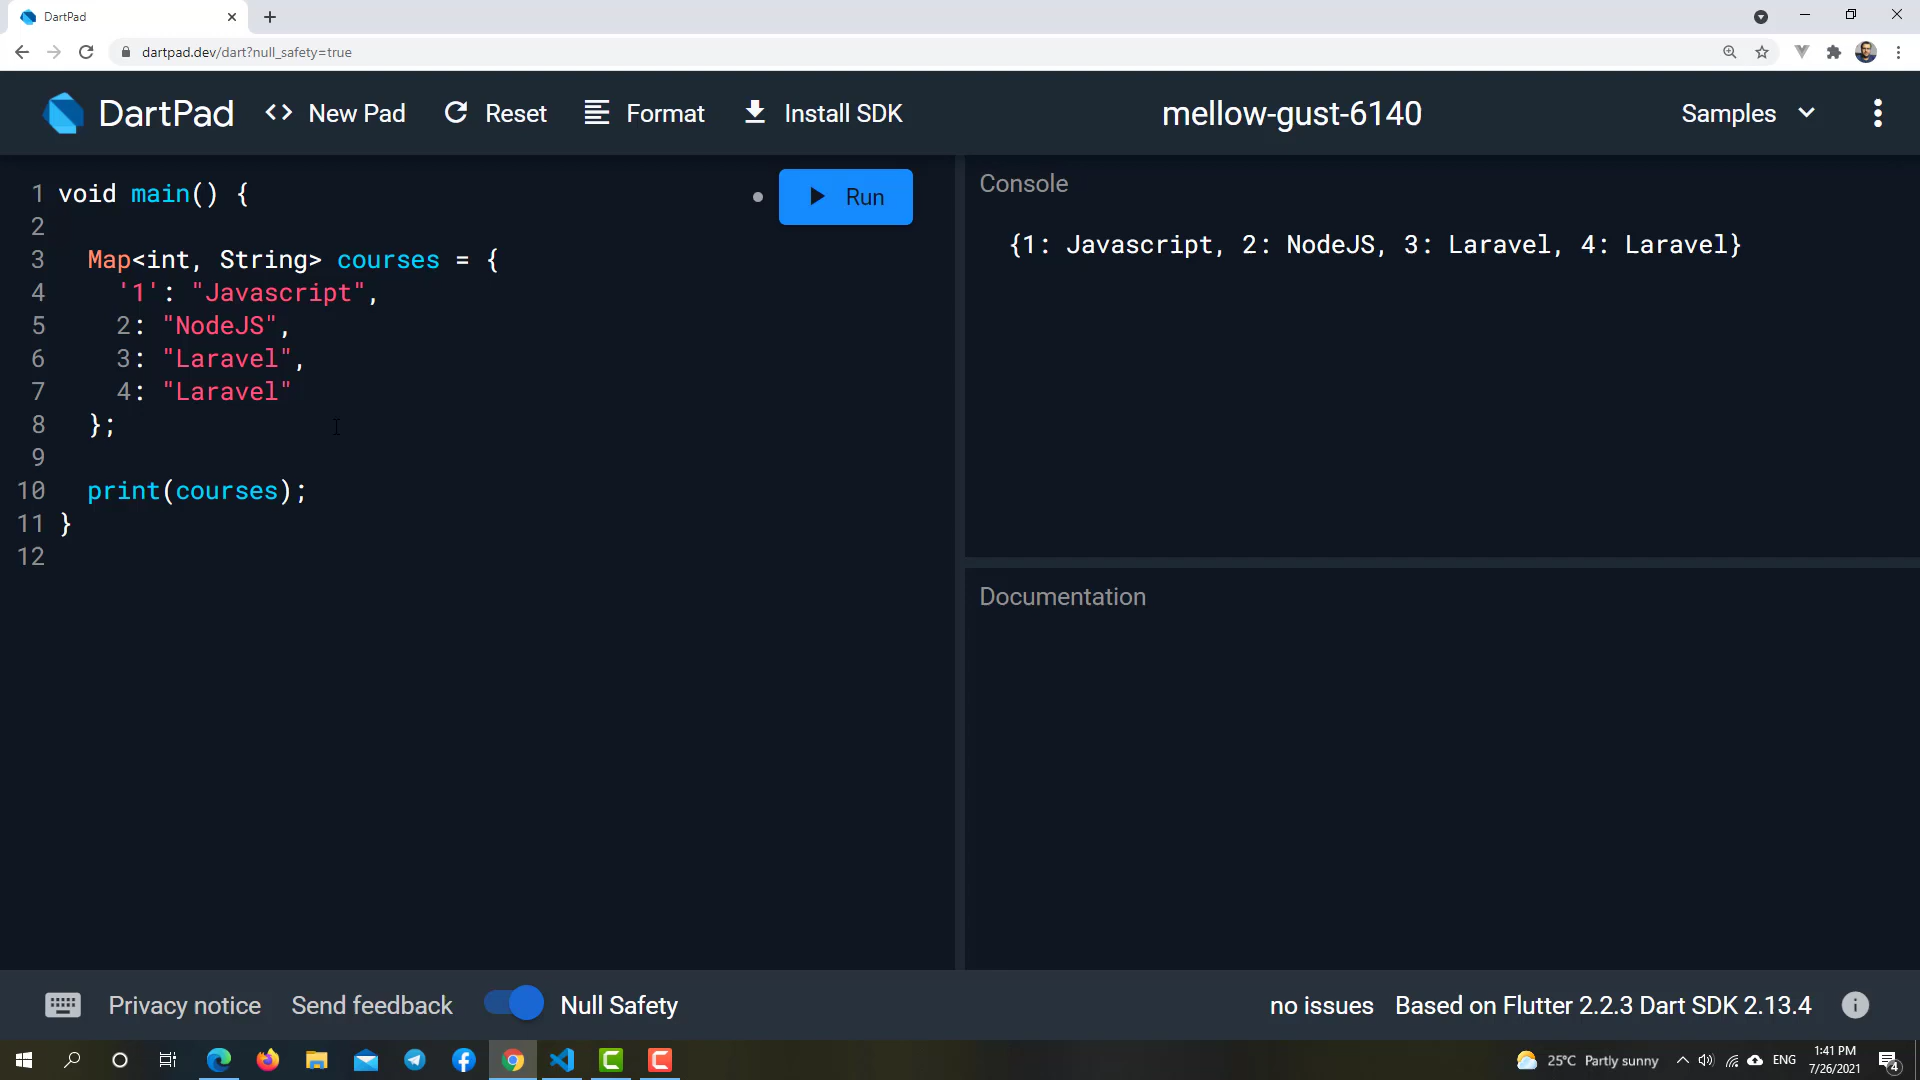 DartPad
dartpad.dev/dart?null_safety=true
DartPad
New Pad
Reset
Format
Install SDK
mellow-gust-6140
Samples
1 void main() {
2
3   Map<int, String> courses = {
4     '1': "Javascript",
5     2: "NodeJS",
6     3: "Laravel",
7     4: "Laravel"
8   };
9
10   print(courses);
11 }
12
Run
Console
{1: Javascript, 2: NodeJS, 3: Laravel, 4: Laravel}
Documentation
Privacy notice
Send feedback
Null Safety
no issues
Based on Flutter 2.2.3 Dart SDK 2.13.4
25°C Partly sunny
ENG
1:41 PM
7/26/2021
4